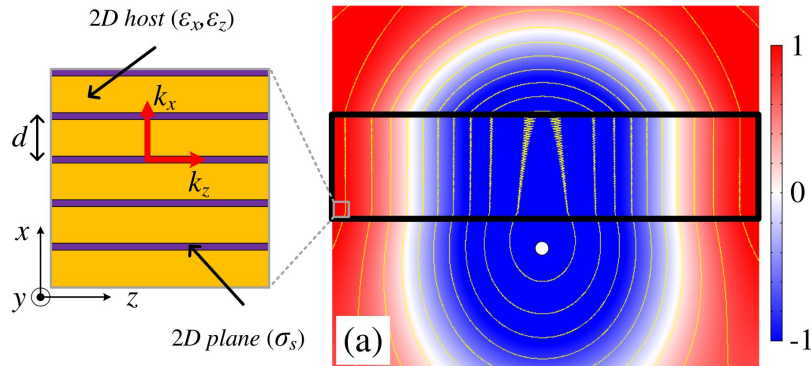 2D host (εx,εz)
kx
d
kz
x
y
z
2D plane (σs)
(a)
1
0
-1